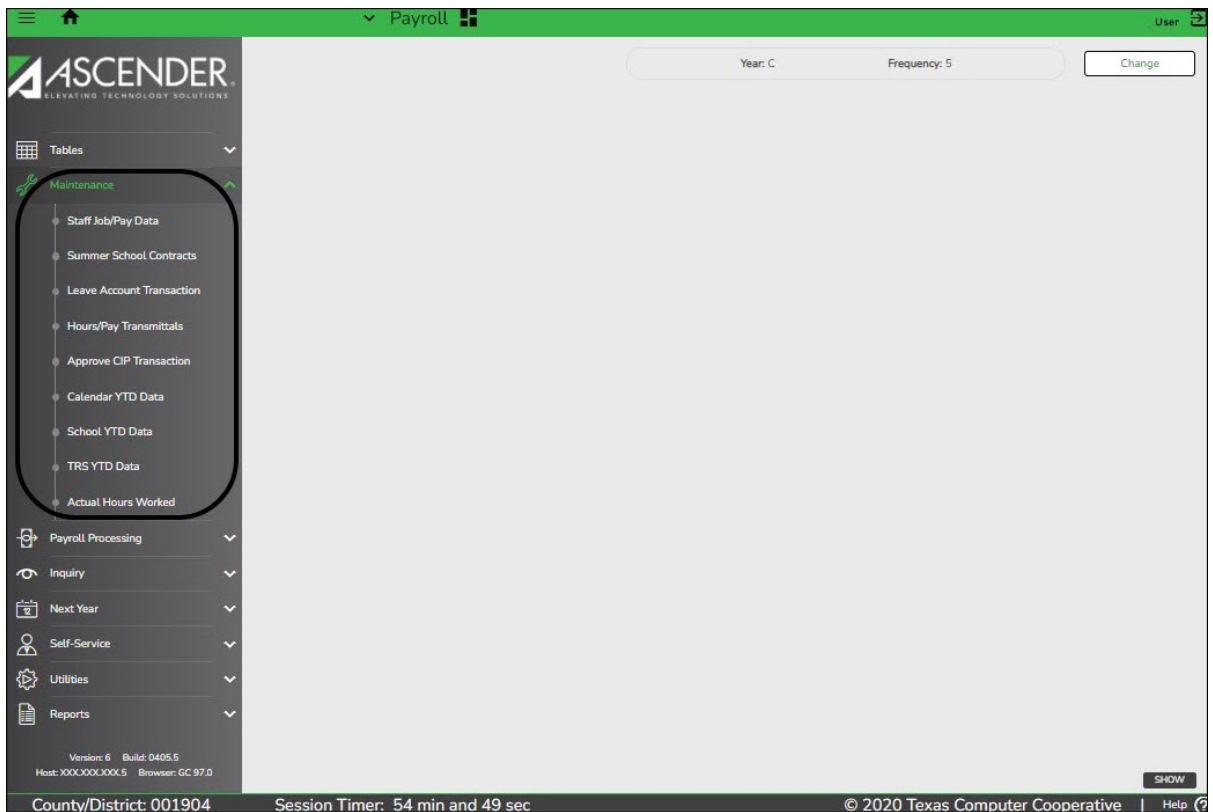 Payroll
User
ASCENDER.
ELEVATING TECHNOLOGY SOLUTIONS
Year: C Frequency: 5 Change
Tables
Maintenance
Staff Job/Pay Data
Summer School Contracts
Leave Account Transaction
Hours/Pay Transmittals
Approve CIP Transaction
Calendar YTD Data
School YTD Data
TRS YTD Data
Actual Hours Worked
Payroll Processing
Inquiry
12 Next Year
Self-Service
Utilities
Reports
Version: 6 Build: 0405.5
Host: XXX.XXX.XXX.5 Browser: GC 97.0
SHOW
County/District: 001904 Session Timer: 54 min and 49 sec © 2020 Texas Computer Cooperative | Help ?